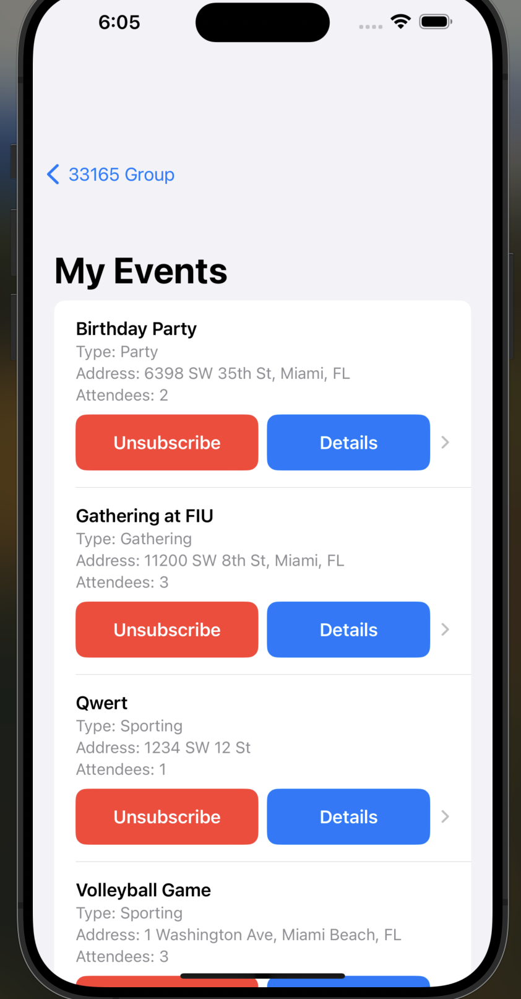 6:05
33165 Group
My Events
Birthday Party
Type: Party
Address: 6398 SW 35th St, Miami, FL
Attendees: 2
Unsubscribe Details
Gathering at FIU
Type: Gathering
Address: 11200 SW 8th St, Miami, FL
Attendees: 3
Unsubscribe Details
Qwert
Type: Sporting
Address: 1234 SW 12 St
Attendees: 1
Unsubscribe Details
Volleyball Game
Type: Sporting
Address: 1 Washington Ave, Miami Beach, FL
Attendees: 3